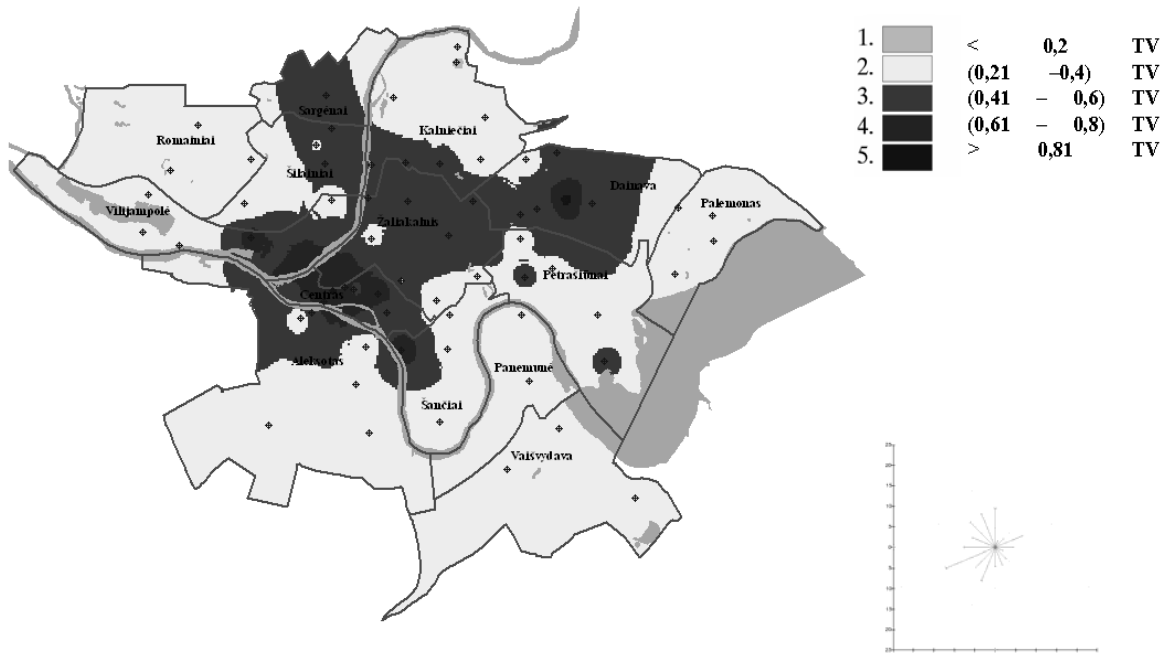 1. < 0,2 TV
2. (0,21 –0,4) TV
3. (0,41 – 0,6) TV
4. (0,61 – 0,8) TV
5. > 0,81 TV
Sargėnai
Kalniečiai
Romainiai
Šilainiai
Dainava
Palemonas
Vilijampolė
Žaliakalnis
Petrašiūnai
Centras
Aleksotas
Panemunė
Šančiai
Vaišvydava